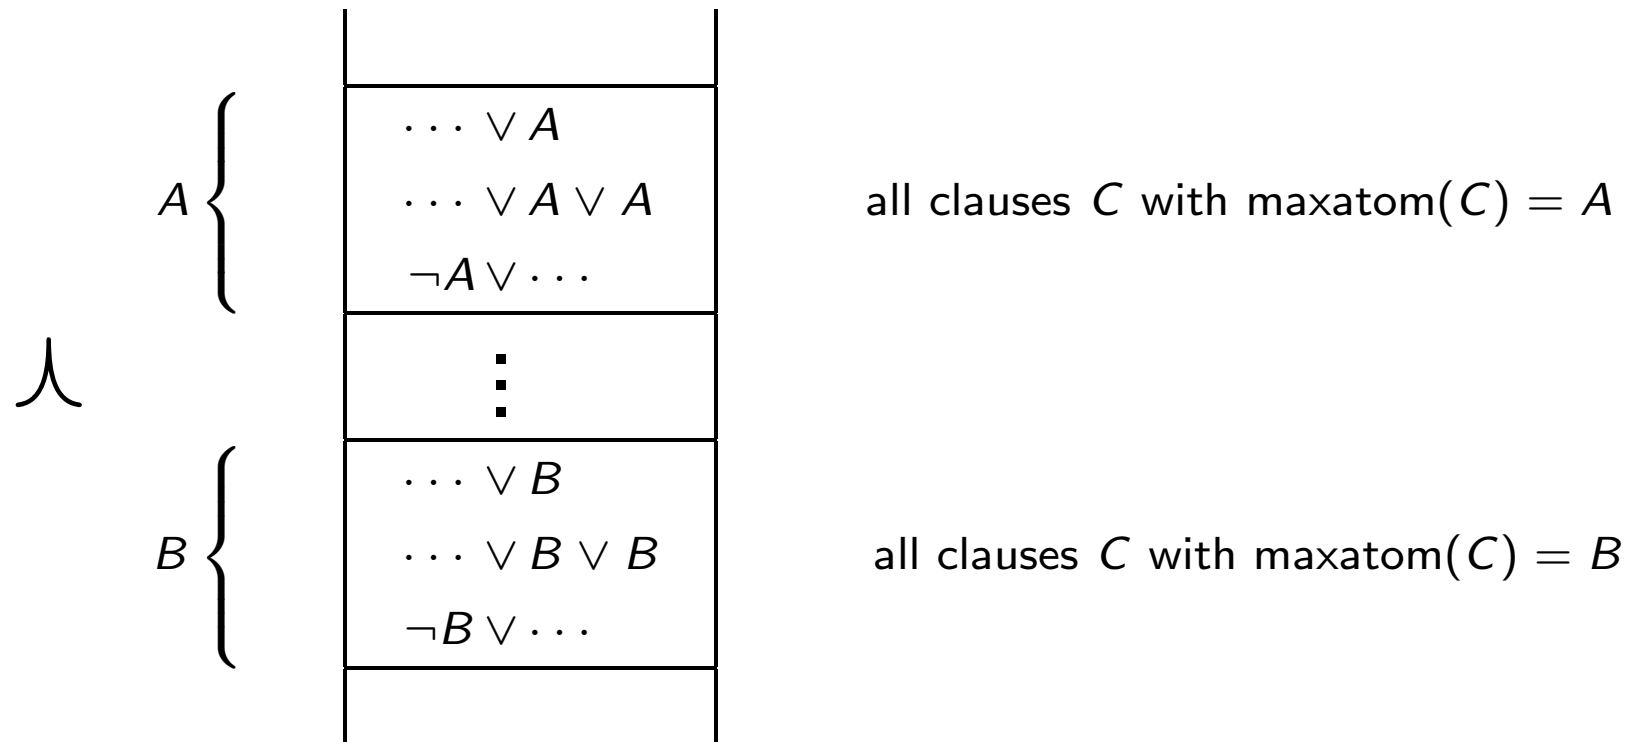 ⋯ ∨ A
A { ⋯ ∨ A ∨ A all clauses C with maxatom(C) = A
¬A ∨ ⋯
⋏ ⋮
⋯ ∨ B
B { ⋯ ∨ B ∨ B all clauses C with maxatom(C) = B
¬B ∨ ⋯